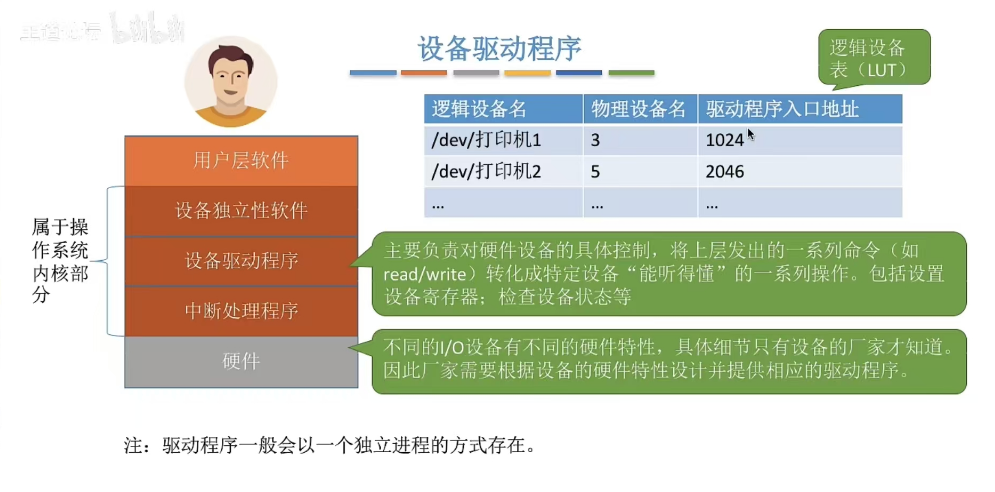 bilibili
设备驱动程序
逻辑设备
表（LUT）
逻辑设备名 物理设备名 驱动程序入口地址
/dev/打印机1 3 1024
/dev/打印机2 5 2046
... ... ...
用户层软件
设备独立性软件
设备驱动程序
中断处理程序
硬件
属于操
作系统
内核部
分
主要负责对硬件设备的具体控制，将上层发出的一系列命令（如
read/write）转化成特定设备“能听得懂”的一系列操作。包括设置
设备寄存器；检查设备状态等
不同的I/O设备有不同的硬件特性，具体细节只有设备的厂家才知道。
因此厂家需要根据设备的硬件特性设计并提供相应的驱动程序。
注：驱动程序一般会以一个独立进程的方式存在。